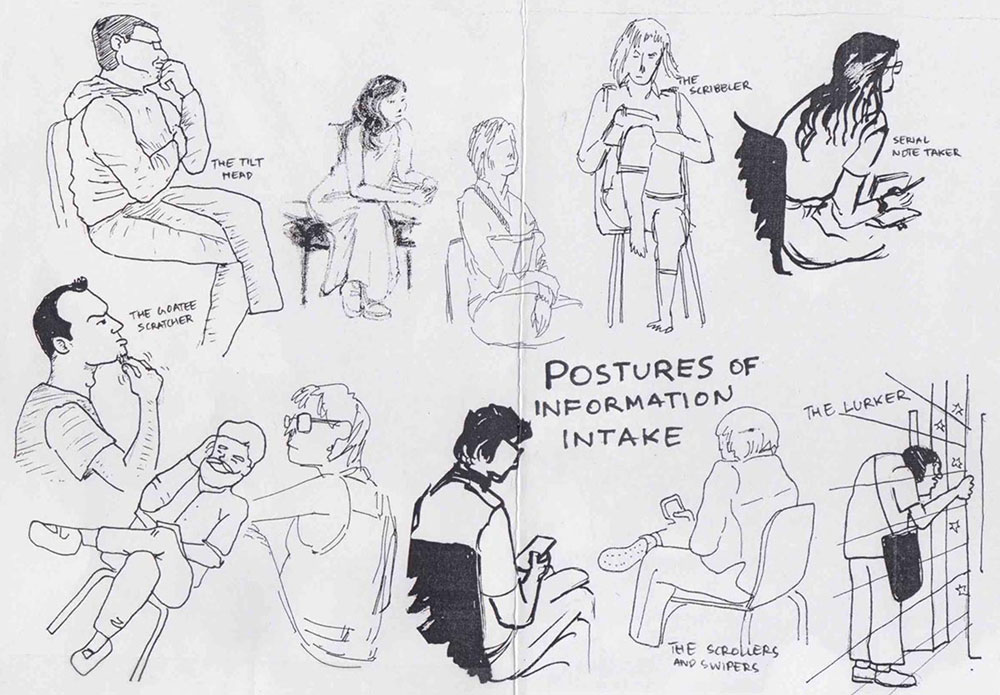 THE TILT
HEAD
THE
SCRIBBLER
SERIAL
NOTE TAKER
THE GOATEE
SCRATCHER
POSTURES OF
INFORMATION
INTAKE
THE LURKER
THE SCROLLERS
AND SWIPERS